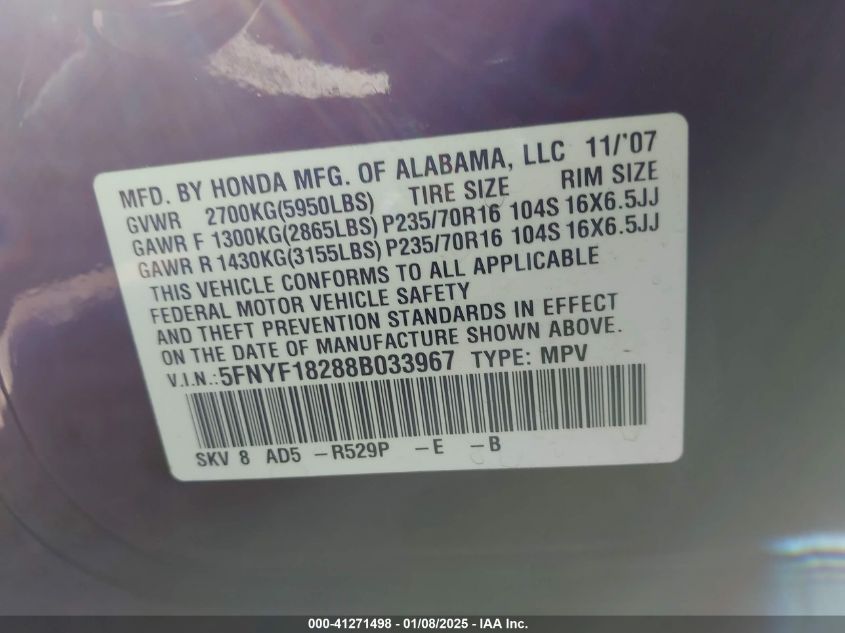 MFD. BY HONDA MFG. OF ALABAMA, LLC 11/'07
GVWR 2700KG(5950LBS) TIRE SIZE RIM SIZE
GAWR F 1300KG(2865LBS) P235/70R16 104S 16X6.5JJ
GAWR R 1430KG(3155LBS) P235/70R16 104S 16X6.5JJ
THIS VEHICLE CONFORMS TO ALL APPLICABLE
FEDERAL MOTOR VEHICLE SAFETY
AND THEFT PREVENTION STANDARDS IN EFFECT
ON THE DATE OF MANUFACTURE SHOWN ABOVE.
V.I.N.:5FNYF18288B033967 TYPE: MPV
SKV 8 AD5 -R529P -E -B
000-41271498 - 01/08/2025 - IAA Inc.